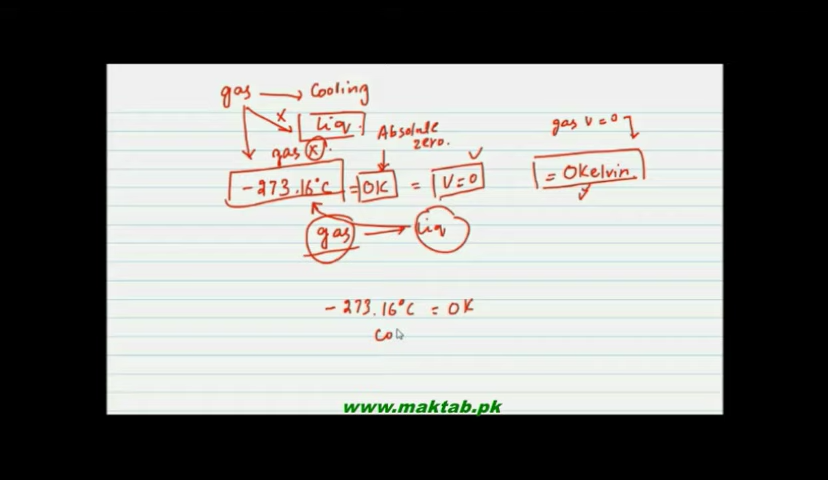 gas → Cooling
x Liq.
Absolute zero.
gas v = 0
gas x.
- 273.16°C = 0K = V = 0
= 0Kelvin
gas → Liq
- 273.16°C = 0K
co
www.maktab.pk